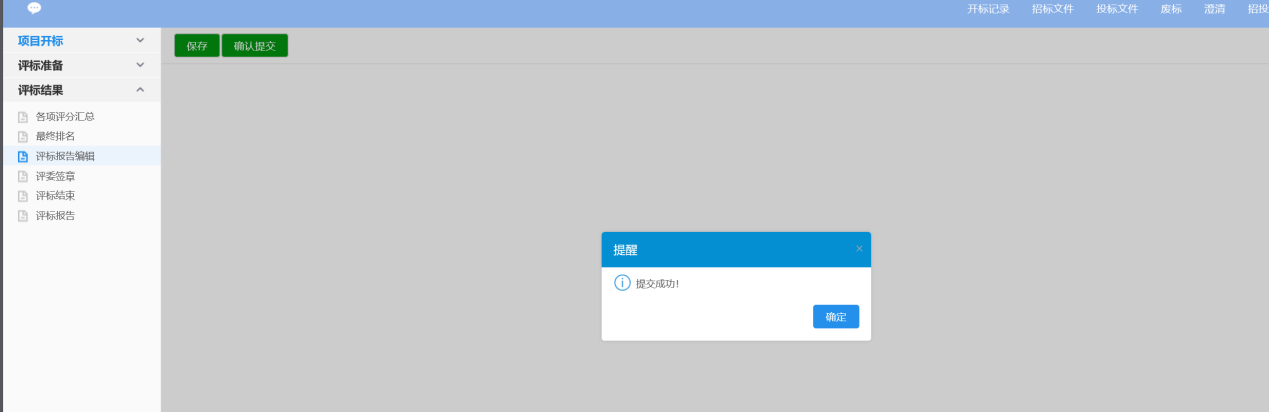 开标记录 招标文件 投标文件 废标 澄清 招投
项目开标
保存 确认提交
评标准备
评标结果
各项评分汇总
最终排名
评标报告编辑
评委签章
评标结束
评标报告
提醒
提交成功!
确定